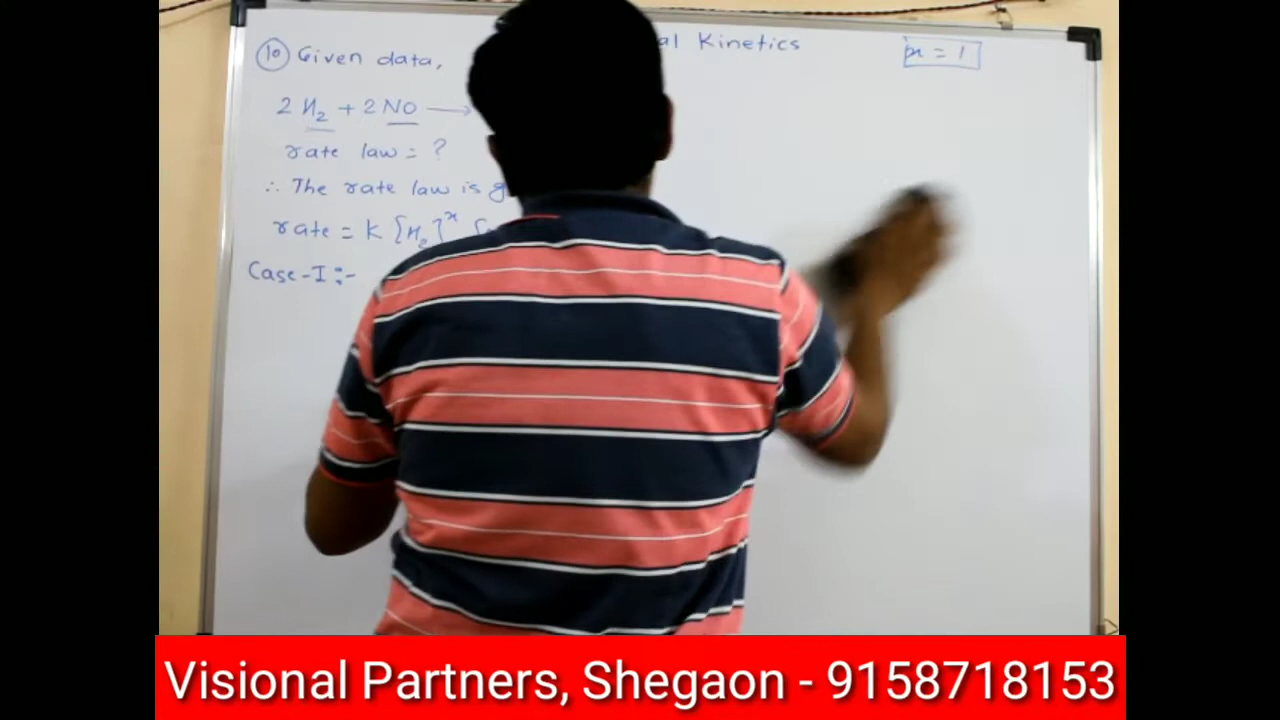 al Kinetics
x = 1
10 Given data,
2 H₂ + 2 NO ⟶
rate law = ?
∴ The rate law is g
rate = K [H₂]ˣ [
Case-I :-
Visional Partners, Shegaon - 9158718153